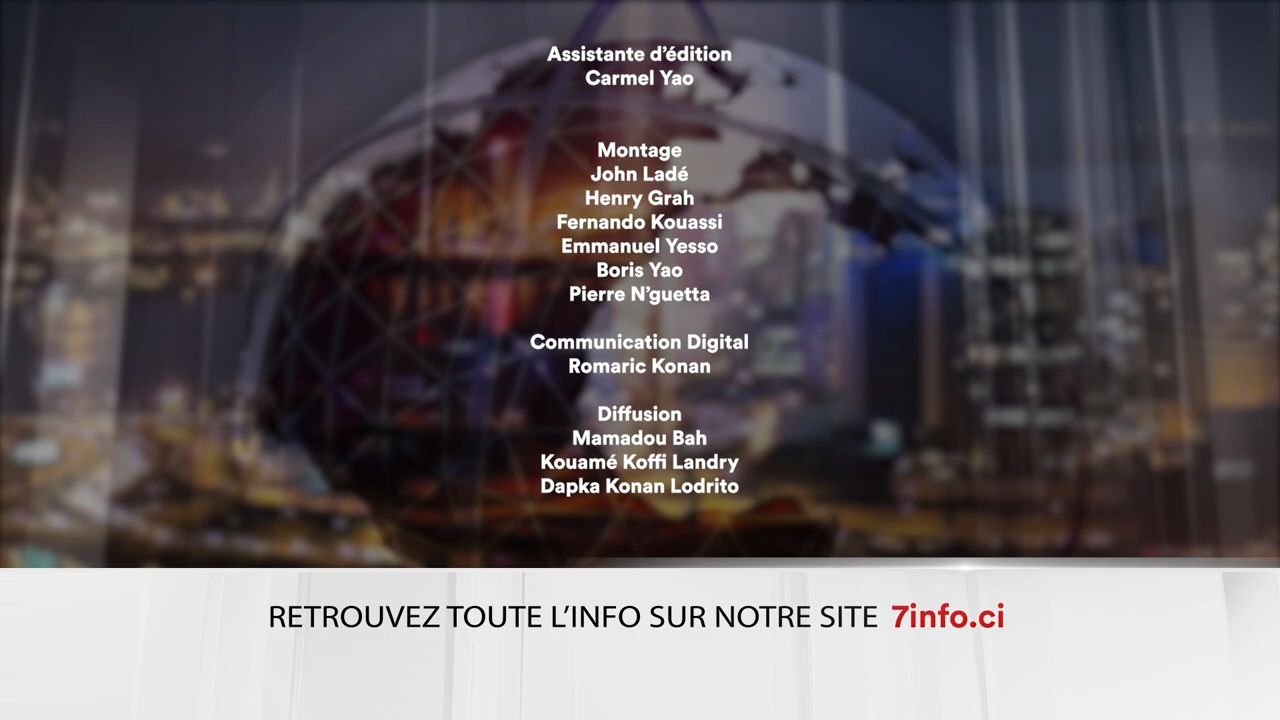 Assistante d’édition
Carmel Yao
Montage
John Ladé
Henry Grah
Fernando Kouassi
Emmanuel Yesso
Boris Yao
Pierre N’guetta
Communication Digital
Romaric Konan
Diffusion
Mamadou Bah
Kouamé Koffi Landry
Dapka Konan Lodrito
RETROUVEZ TOUTE L’INFO SUR NOTRE SITE 7info.ci